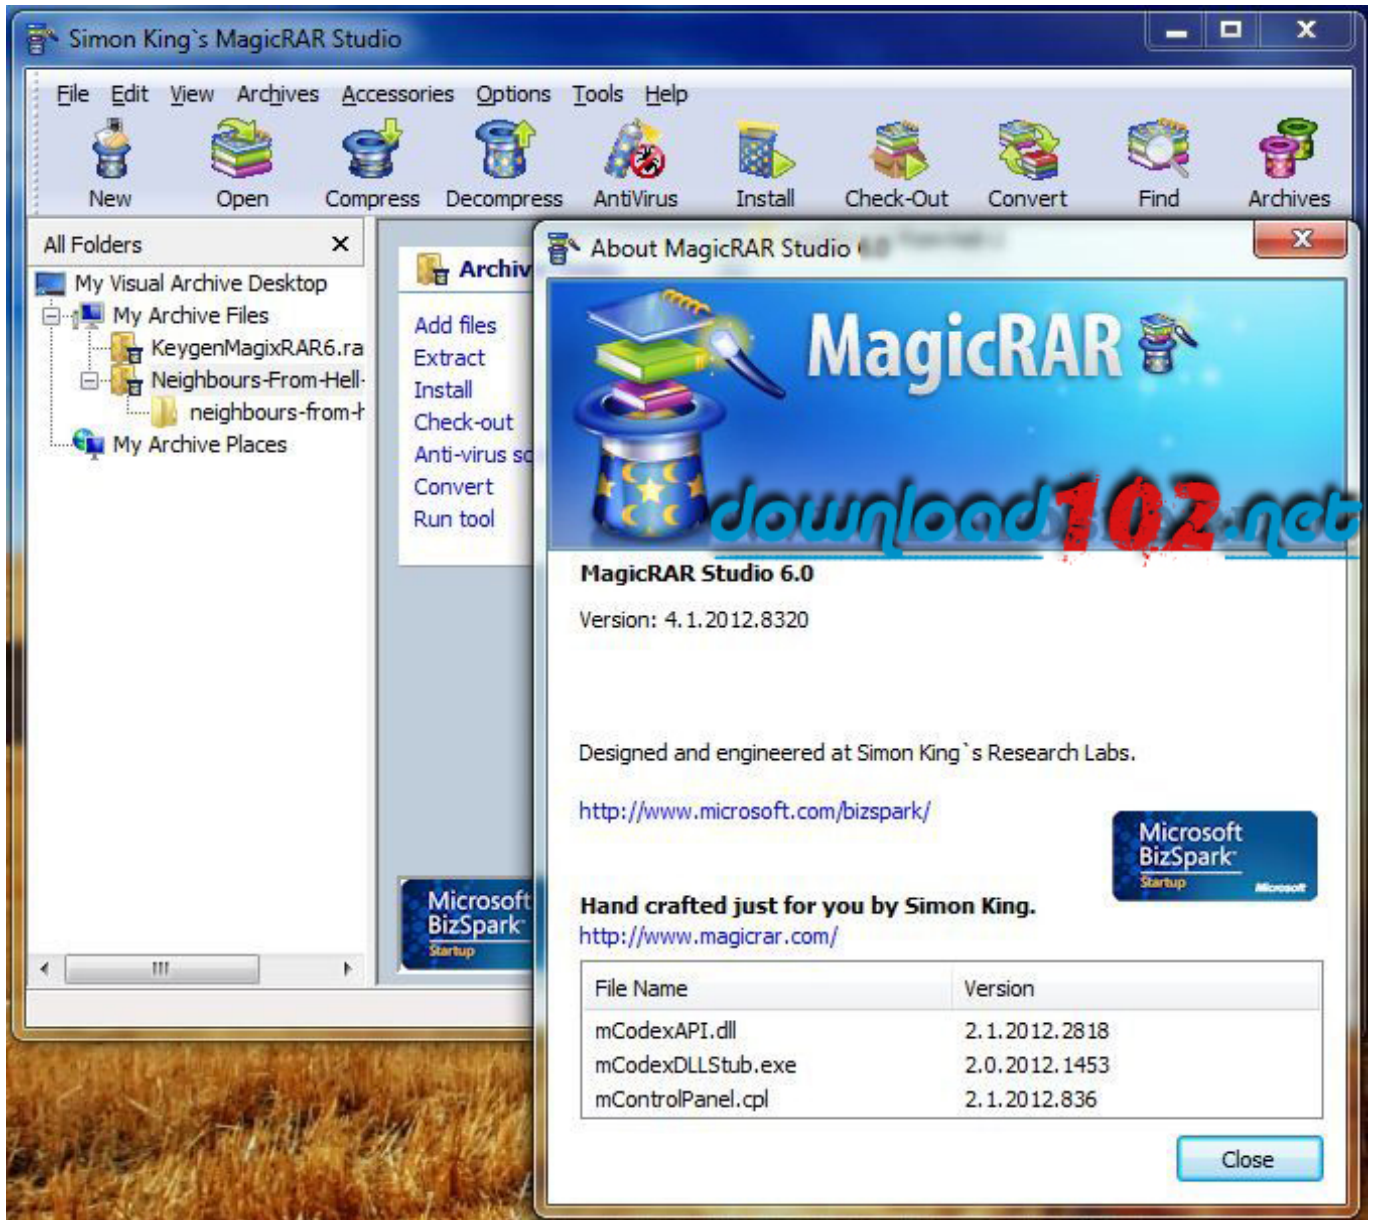 Simon King`s MagicRAR Studio
File Edit View Archives Accessories Options Tools Help
New Open Compress Decompress AntiVirus Install Check-Out Convert Find Archives
All Folders
My Visual Archive Desktop
My Archive Files
KeygenMagixRAR6.ra
Neighbours-From-Hell-
neighbours-from-h
My Archive Places
Archiv
Add files
Extract
Install
Check-out
Anti-virus sc
Convert
Run tool
Microsoft
BizSpark
Startup
About MagicRAR Studio 6.0
MagicRAR
download102.net
MagicRAR Studio 6.0
Version: 4.1.2012.8320
Designed and engineered at Simon King`s Research Labs.
http://www.microsoft.com/bizspark/
Microsoft
BizSpark
Startup
Microsoft
Hand crafted just for you by Simon King.
http://www.magicrar.com/
File Name Version
mCodexAPI.dll 2.1.2012.2818
mCodexDLLStub.exe 2.0.2012.1453
mControlPanel.cpl 2.1.2012.836
Close